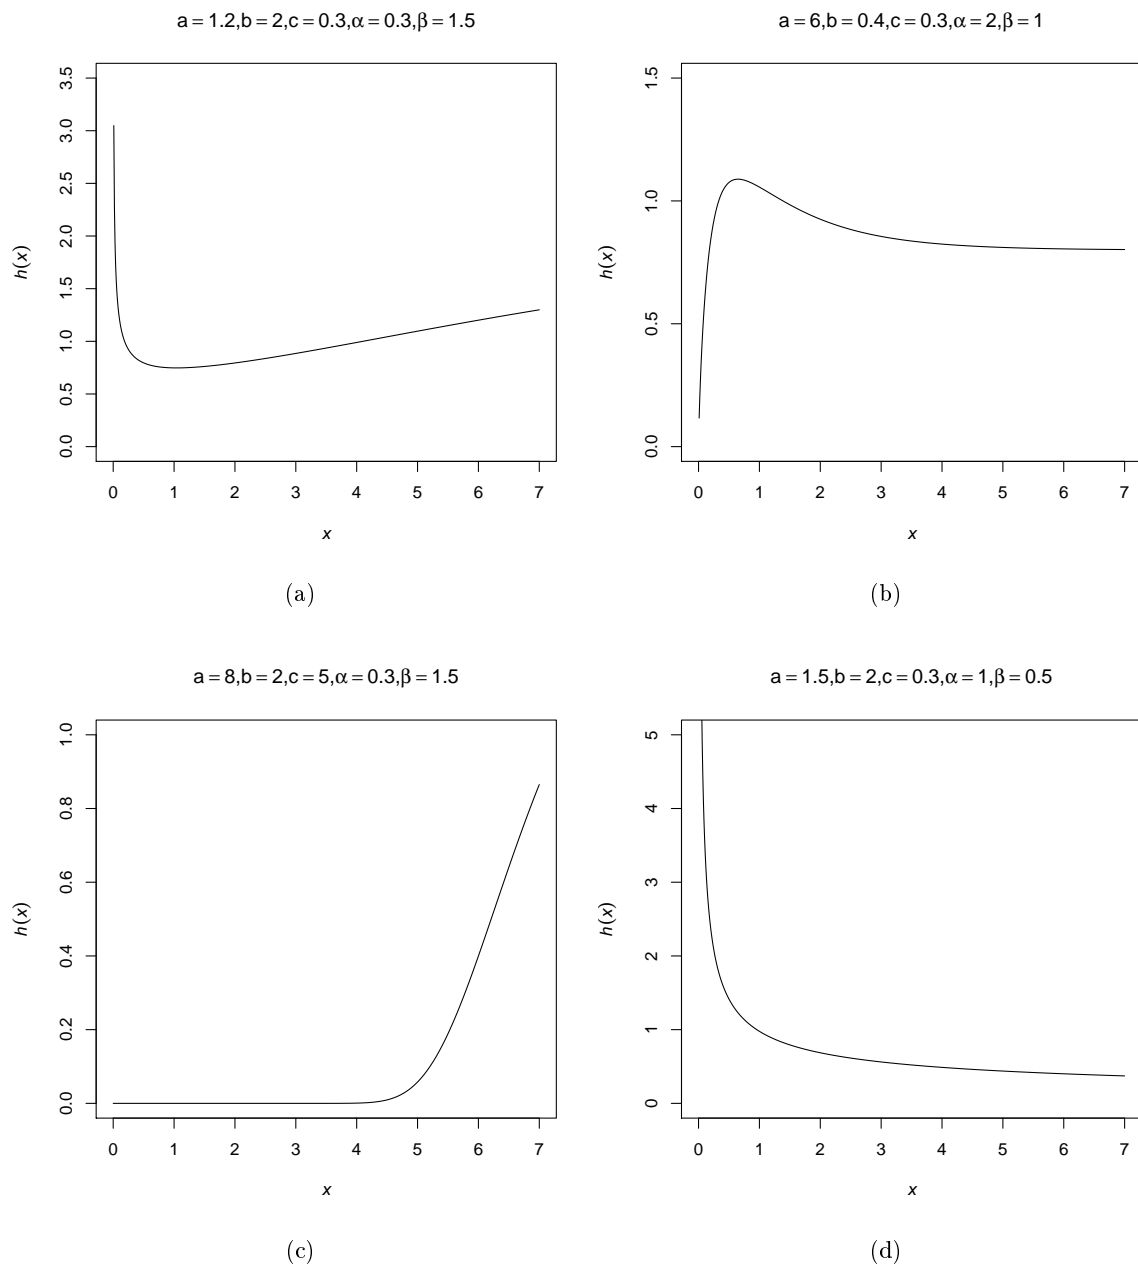 a = 1.2,b = 2,c = 0.3,α = 0.3,β = 1.5
h(x)
3.5
3.0
2.5
2.0
1.5
1.0
0.5
0.0
0 1 2 3 4 5 6 7
x
(a)
a = 6,b = 0.4,c = 0.3,α = 2,β = 1
h(x)
1.5
1.0
0.5
0.0
0 1 2 3 4 5 6 7
x
(b)
a = 8,b = 2,c = 5,α = 0.3,β = 1.5
h(x)
1.0
0.8
0.6
0.4
0.2
0.0
0 1 2 3 4 5 6 7
x
(c)
a = 1.5,b = 2,c = 0.3,α = 1,β = 0.5
h(x)
5
4
3
2
1
0
0 1 2 3 4 5 6 7
x
(d)